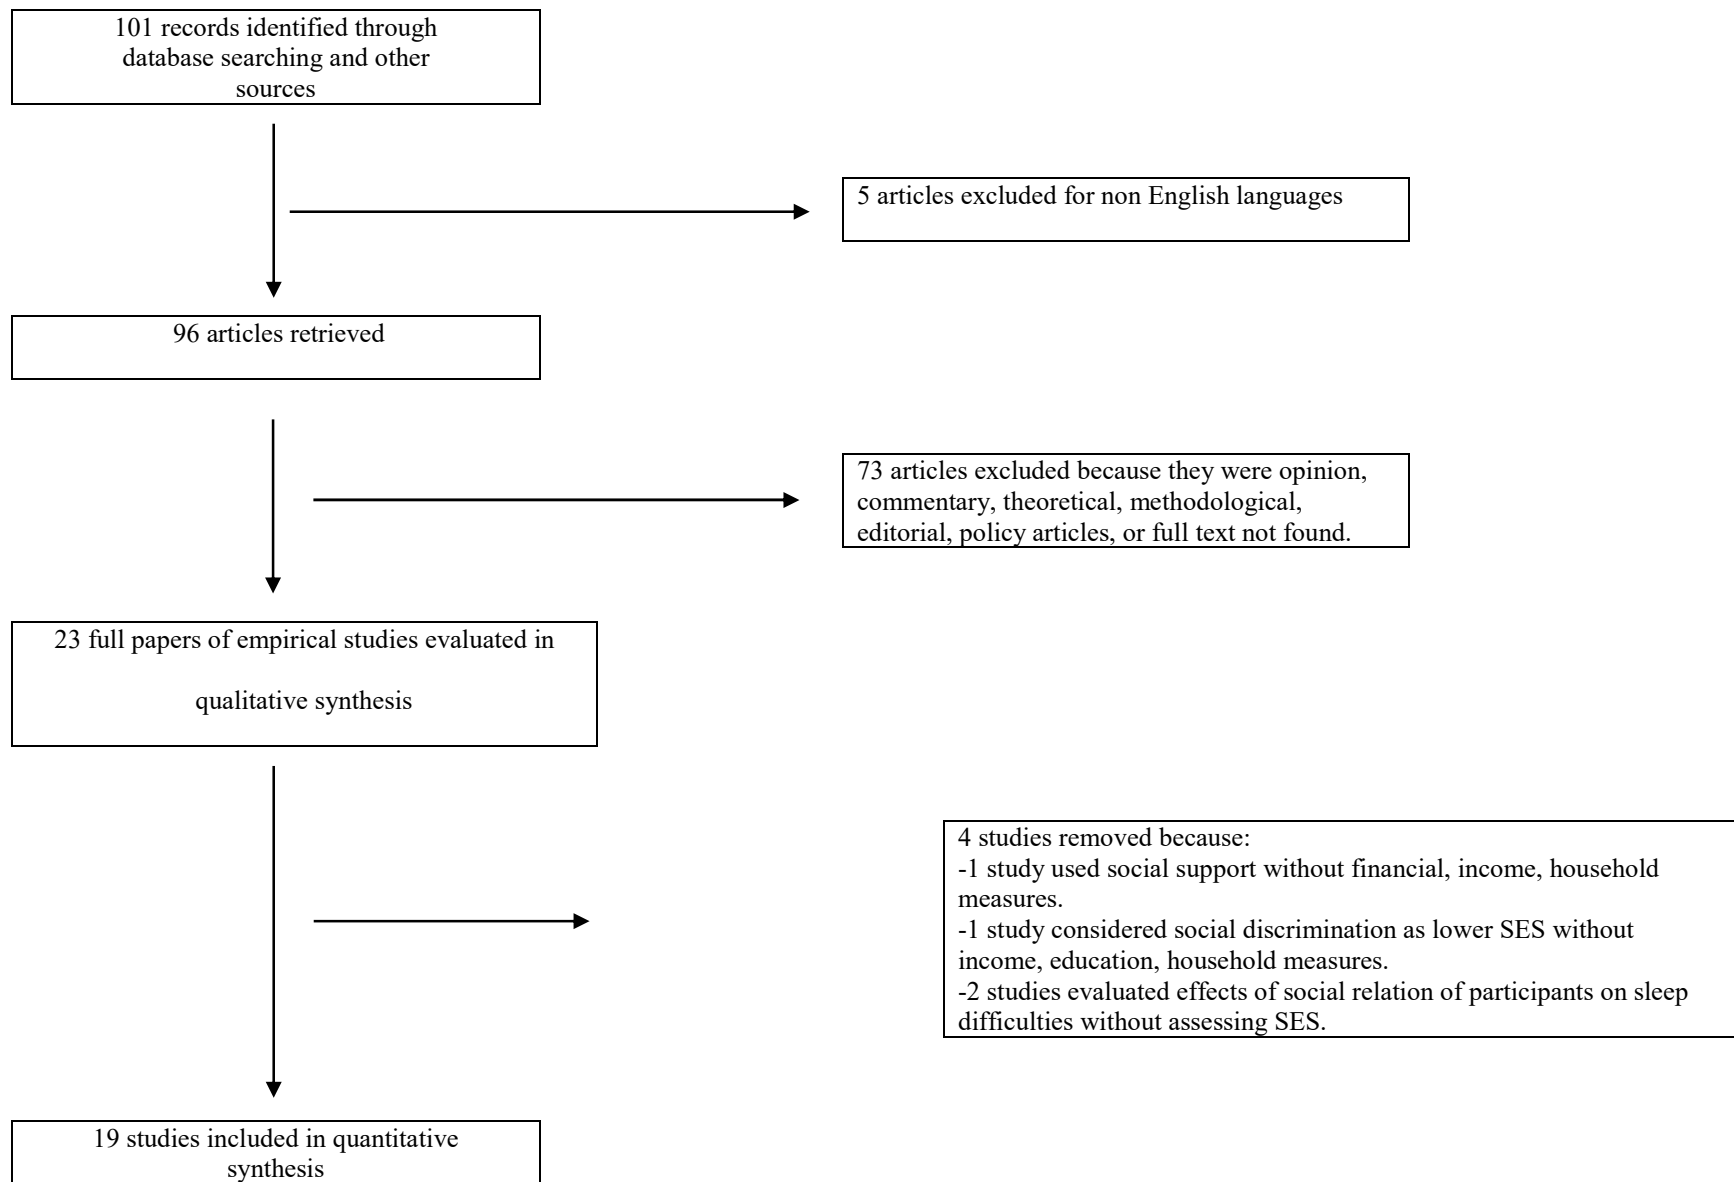 101 records identified through
database searching and other
sources
5 articles excluded for non English languages
96 articles retrieved
73 articles excluded because they were opinion,
commentary, theoretical, methodological,
editorial, policy articles, or full text not found.
23 full papers of empirical studies evaluated in
qualitative synthesis
4 studies removed because:
-1 study used social support without financial, income, household
measures.
-1 study considered social discrimination as lower SES without
income, education, household measures.
-2 studies evaluated effects of social relation of participants on sleep
difficulties without assessing SES.
19 studies included in quantitative
synthesis